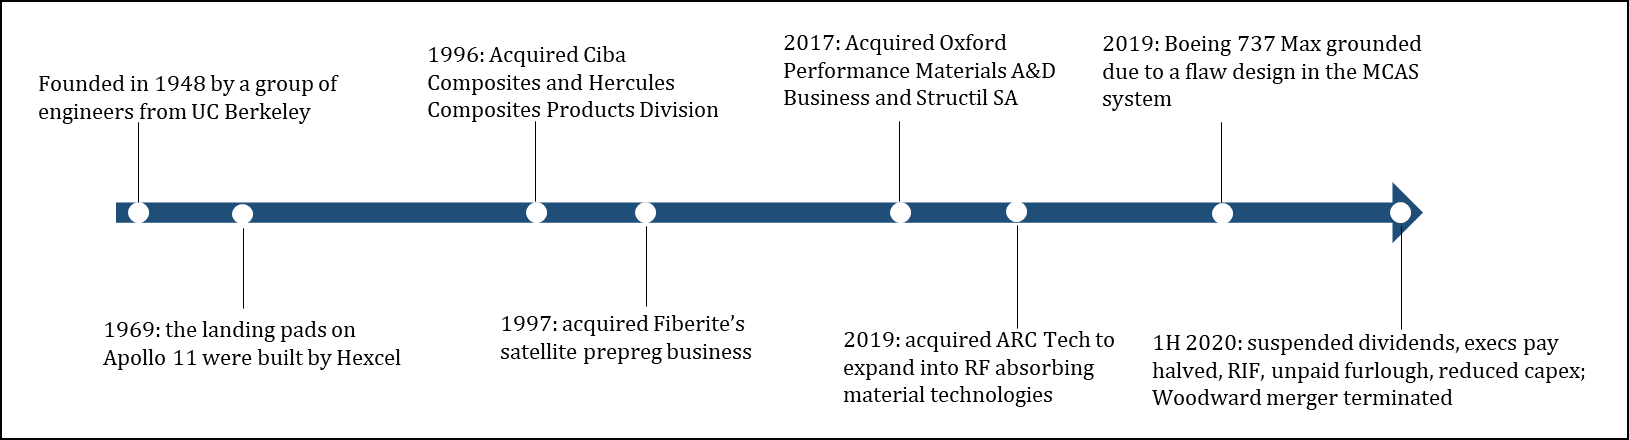 Founded in 1948 by a group of
engineers from UC Berkeley
1969: the landing pads on
Apollo 11 were built by Hexcel
1996: Acquired Ciba
Composites and Hercules
Composites Products Division
1997: acquired Fiberite’s
satellite prepreg business
2017: Acquired Oxford
Performance Materials A&D
Business and Structil SA
2019: acquired ARC Tech to
expand into RF absorbing
material technologies
2019: Boeing 737 Max grounded
due to a flaw design in the MCAS
system
1H 2020: suspended dividends, execs pay
halved, RIF, unpaid furlough, reduced capex;
Woodward merger terminated